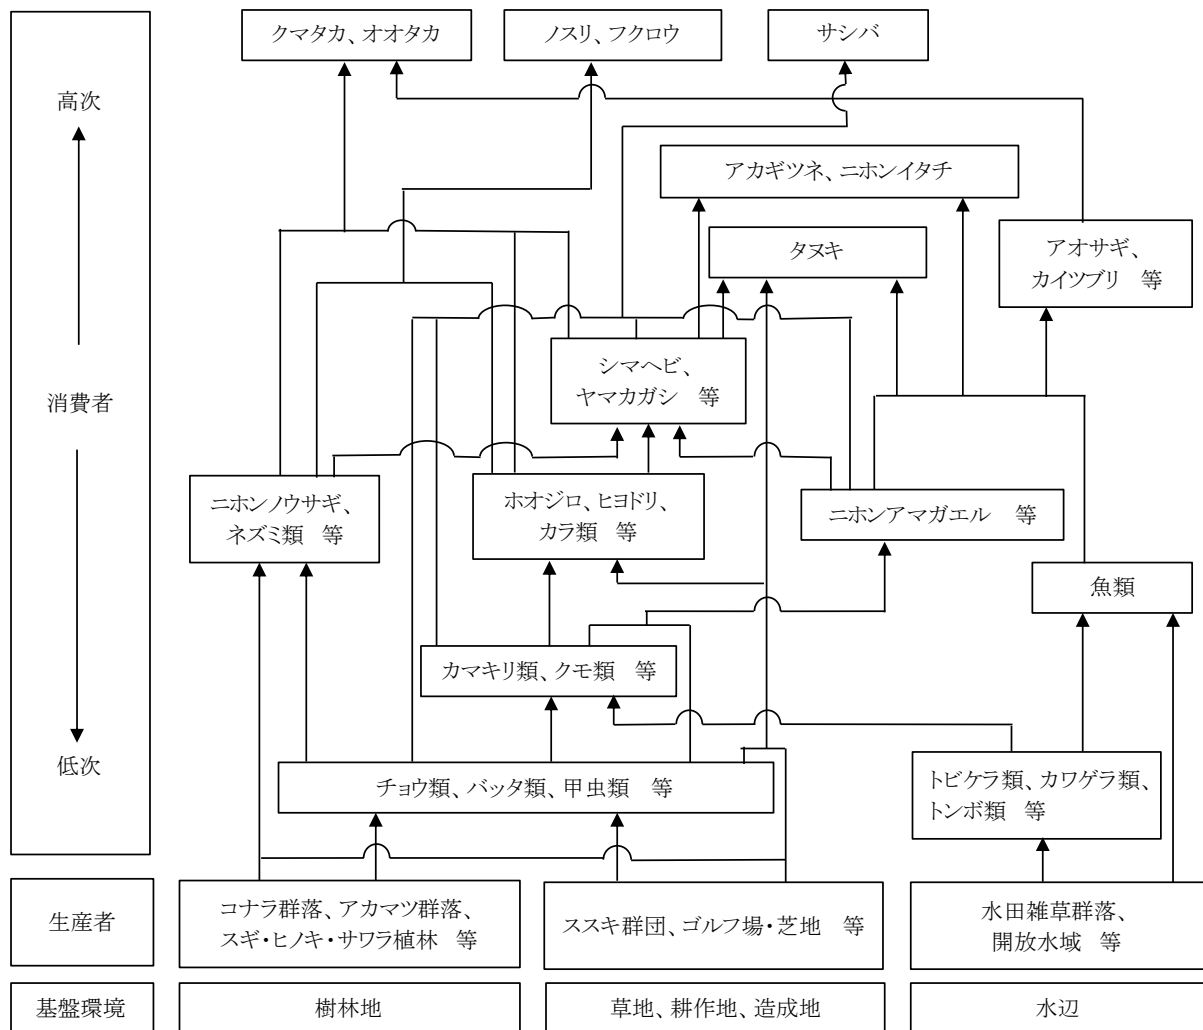 クマタカ、オオタカ
ノスリ、フクロウ
サシバ
高次
アカギツネ、ニホンイタチ
タヌキ
アオサギ、
カイツブリ　等
消費者
シマヘビ、
ヤマカガシ　等
ニホンノウサギ、
ネズミ類　等
ホオジロ、ヒヨドリ、
カラ類　等
ニホンアマガエル　等
魚類
カマキリ類、クモ類　等
低次
チョウ類、バッタ類、甲虫類　等
トビケラ類、カワゲラ類、
トンボ類　等
生産者
コナラ群落、アカマツ群落、
スギ・ヒノキ・サワラ植林　等
ススキ群団、ゴルフ場・芝地　等
水田雑草群落、
開放水域　等
基盤環境
樹林地
草地、耕作地、造成地
水辺